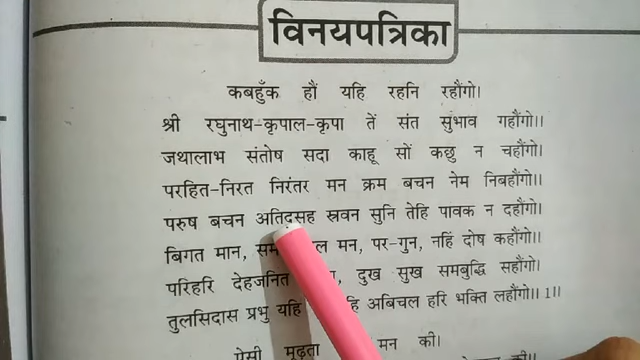 विनयपत्रिका
कबहुँक हौं यहि रहनि रहौंगो।
श्री रघुनाथ-कृपाल-कृपा तें संत सुभाव गहौंगो।।
जथालाभ संतोष सदा काहू सों कछु न चहौंगो।
परहित-निरत निरंतर मन क्रम बचन नेम निबहौंगो।।
परुष बचन अतिदुसह स्रवन सुनि तेहि पावक न दहौंगो।
बिगत मान, मन, पर-गुन, नहिं दोष कहौंगो।।
परिहरि देहजनित दुख सुख समबुद्धि सहौंगो।
तुलसिदास प्रभु यहि अबिचल हरि भक्ति लहौंगो।। 1।।
ऐसी मूढ़ता मन की।